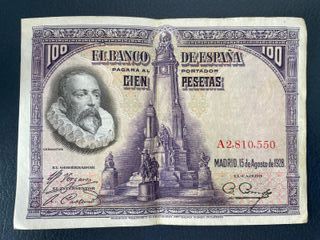 100 EL BANCO DE ESPAÑA 100
PAGARÁ AL PORTADOR
CIEN PESETAS
A2.810,550
MADRID, 15 de Agosto de 1928
CERVANTES
EL GOBERNADOR
EL INTERVENTOR
EL CAJERO